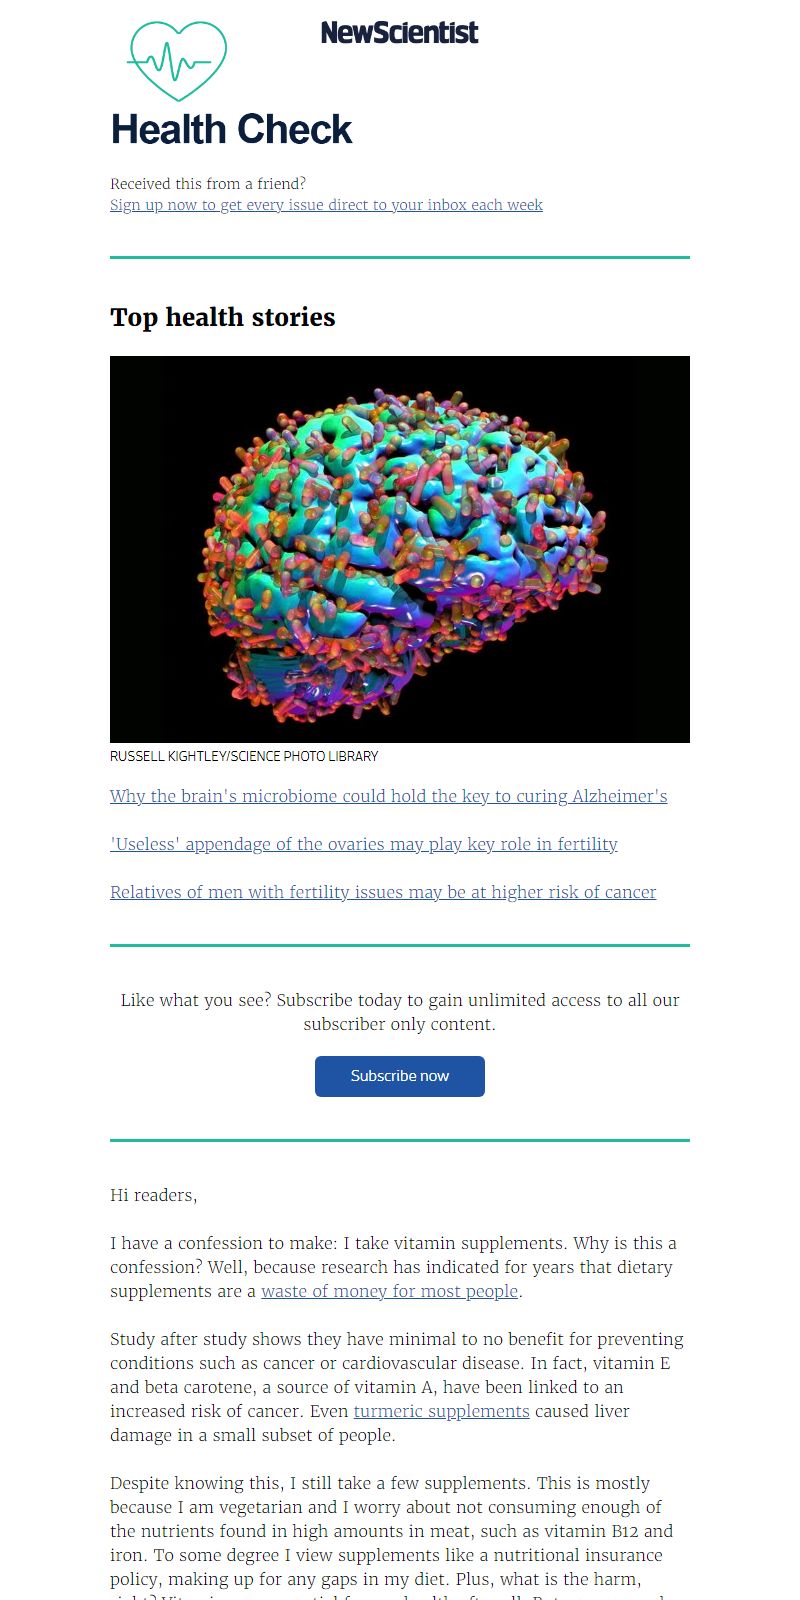 NewScientist
Health Check
Received this from a friend?
Sign up now to get every issue direct to your inbox each week
Top health stories
RUSSELL KIGHTLEY/SCIENCE PHOTO LIBRARY
Why the brain's microbiome could hold the key to curing Alzheimer's
'Useless' appendage of the ovaries may play key role in fertility
Relatives of men with fertility issues may be at higher risk of cancer
Like what you see? Subscribe today to gain unlimited access to all our
subscriber only content.
Subscribe now
Hi readers,
I have a confession to make: I take vitamin supplements. Why is this a
confession? Well, because research has indicated for years that dietary
supplements are a waste of money for most people.
Study after study shows they have minimal to no benefit for preventing
conditions such as cancer or cardiovascular disease. In fact, vitamin E
and beta carotene, a source of vitamin A, have been linked to an
increased risk of cancer. Even turmeric supplements caused liver
damage in a small subset of people.
Despite knowing this, I still take a few supplements. This is mostly
because I am vegetarian and I worry about not consuming enough of
the nutrients found in high amounts in meat, such as vitamin B12 and
iron. To some degree I view supplements like a nutritional insurance
policy, making up for any gaps in my diet. Plus, what is the harm,